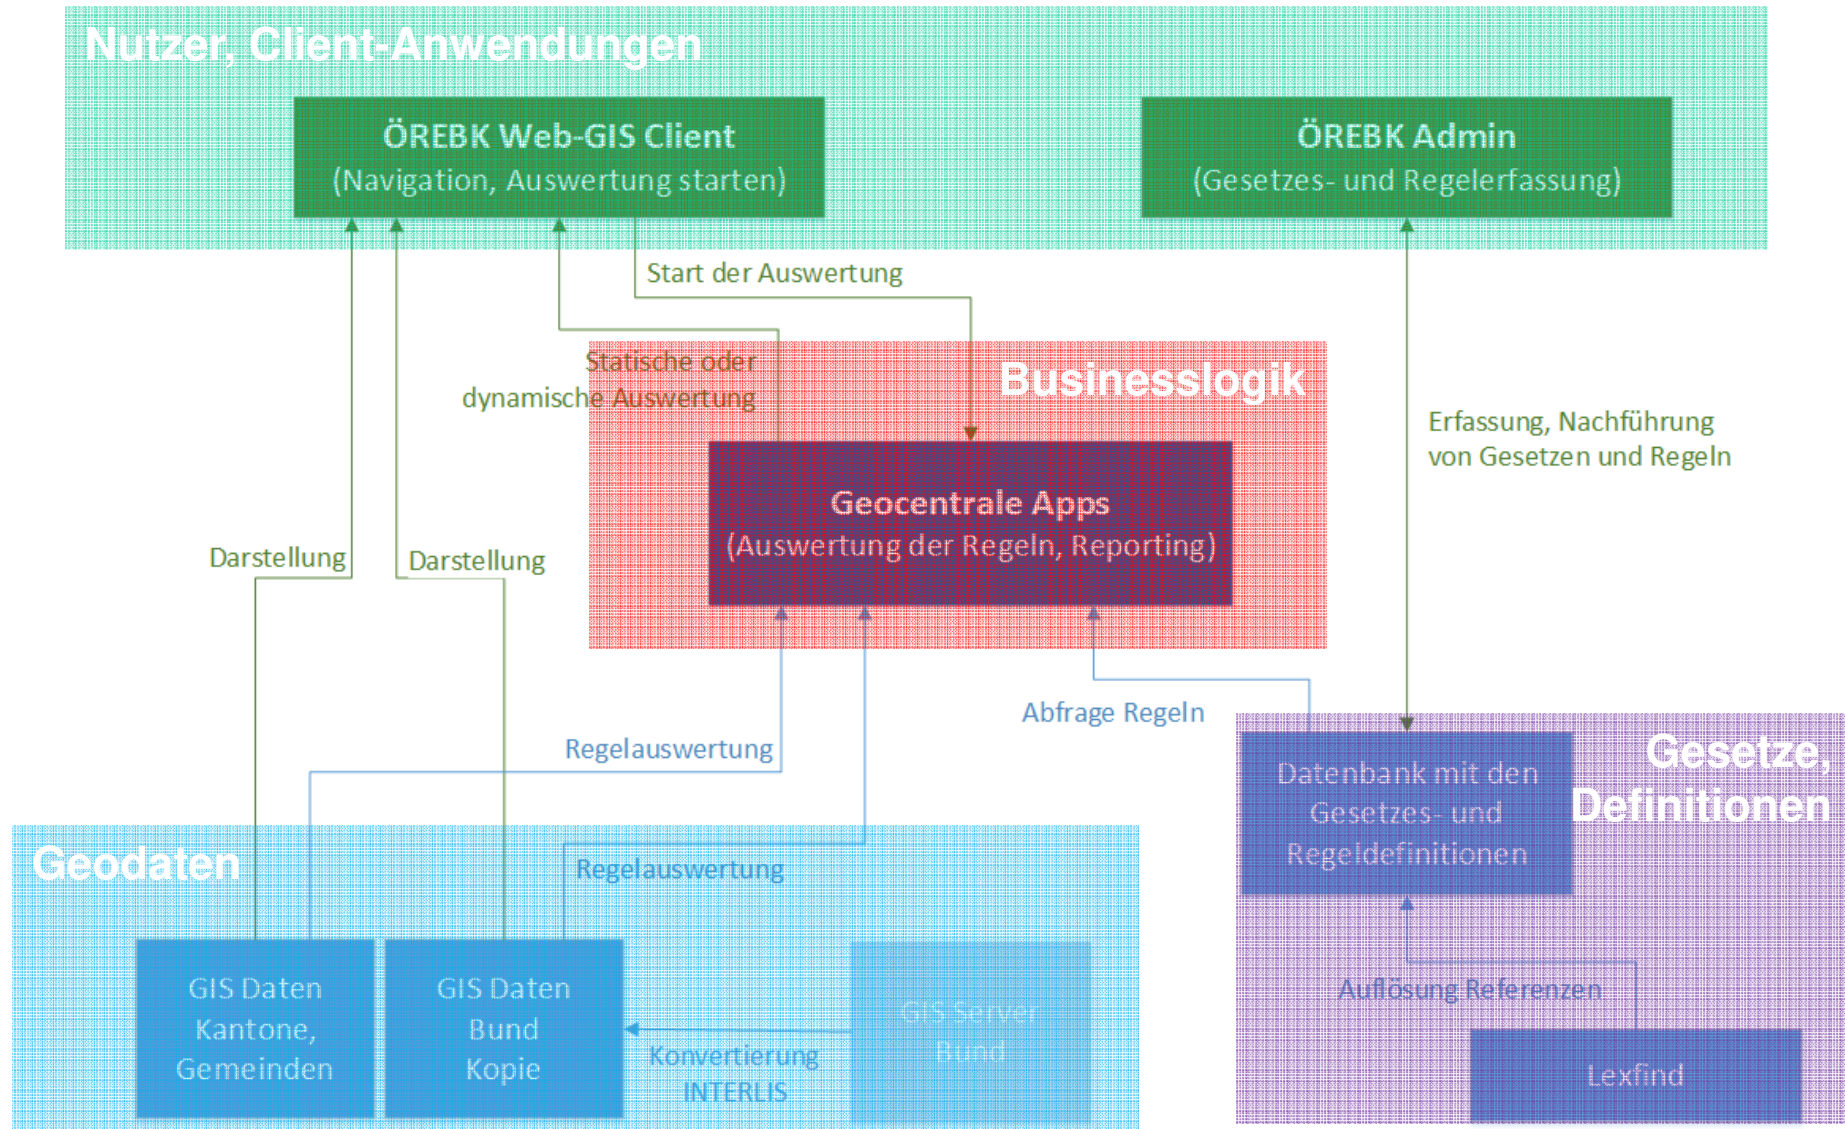 Nutzer, Client-Anwendungen
ÖREBK Web-GIS Client
(Navigation, Auswertung starten)
ÖREBK Admin
(Gesetzes- und Regelerfassung)
Start der Auswertung
Statische oder
dynamische Auswertung
Businesslogik
Geocentrale Apps
(Auswertung der Regeln, Reporting)
Erfassung, Nachführung
von Gesetzen und Regeln
Darstellung
Darstellung
Abfrage Regeln
Regelauswertung
Gesetze,
Definitionen
Datenbank mit den
Gesetzes- und
Regeldefinitionen
Geodaten
Regelauswertung
GIS Daten
Kantone,
Gemeinden
GIS Daten
Bund
Kopie
Konvertierung
INTERLIS
GIS Server
Bund
Auflösung Referenzen
Lexfind